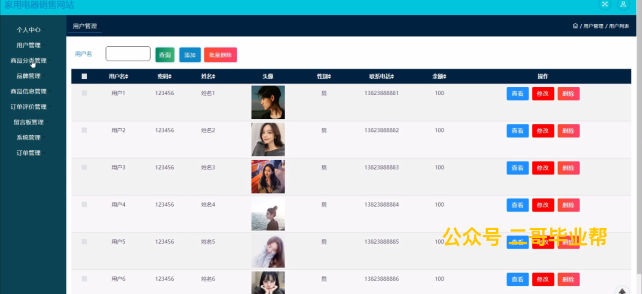 家用电器销售网站
个人中心
用户管理
商品分类管理
品牌管理
商品信息管理
订单评价管理
留言板管理
系统管理
订单管理
用户管理
/ 用户管理 / 用户列表
用户名
查询
添加
批量删除
用户名 密码 姓名 头像 性别 联系电话 余额 操作
用户1 123456 姓名1 13823888881 100 查看 修改 删除
用户2 123456 姓名2 13823888882 100 查看 修改 删除
用户3 123456 姓名3 13823888883 100 查看 修改 删除
用户4 123456 姓名4 13823888884 100 查看 修改 删除
用户5 123456 姓名5 13823888885 100 查看 修改 删除
公众号 二哥毕业帮
用户6 123456 姓名6 13823888886 100 查看 修改 删除